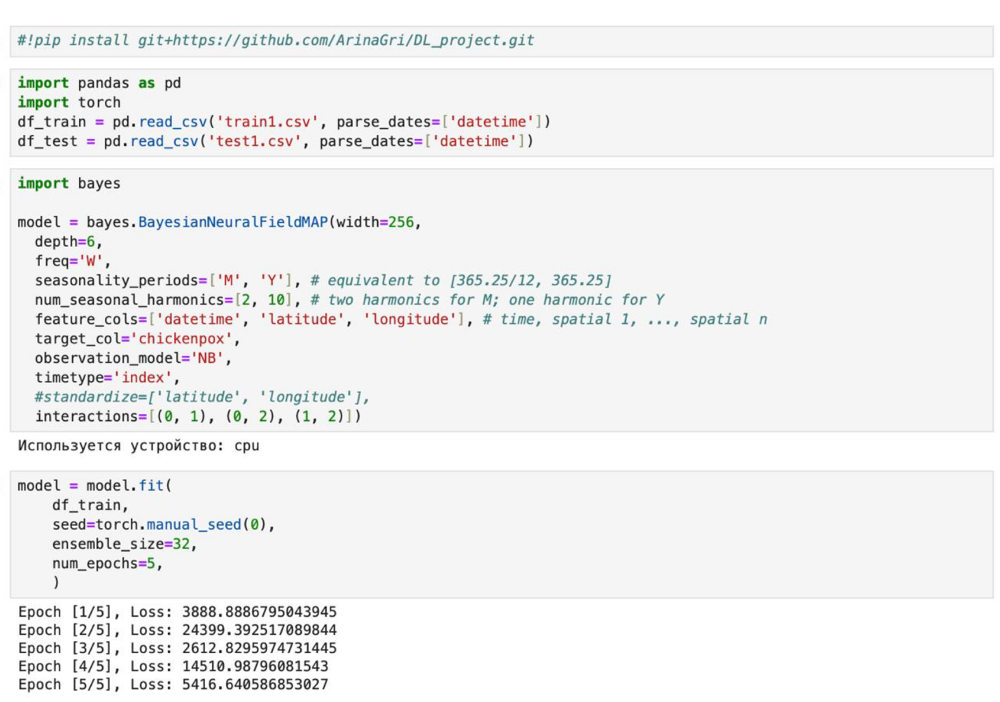 #!pip install git+https://github.com/ArinaGri/DL_project.git
import pandas as pd
import torch
df_train = pd.read_csv('train1.csv', parse_dates=['datetime'])
df_test = pd.read_csv('test1.csv', parse_dates=['datetime'])
import bayes
model = bayes.BayesianNeuralFieldMAP(width=256,
depth=6,
freq='W',
seasonality_periods=['M', 'Y'], # equivalent to [365.25/12, 365.25]
num_seasonal_harmonics=[2, 10], # two harmonics for M; one harmonic for Y
feature_cols=['datetime', 'latitude', 'longitude'], # time, spatial 1, ..., spatial n
target_col='chickenpox',
observation_model='NB',
timetype='index',
#standardize=['latitude', 'longitude'],
interactions=[(0, 1), (0, 2), (1, 2)])
Используется устройство: cpu
model = model.fit(
df_train,
seed=torch.manual_seed(0),
ensemble_size=32,
num_epochs=5,
)
Epoch [1/5], Loss: 3888.8886795043945
Epoch [2/5], Loss: 24399.392517089844
Epoch [3/5], Loss: 2612.8295974731445
Epoch [4/5], Loss: 14510.98796081543
Epoch [5/5], Loss: 5416.640586853027